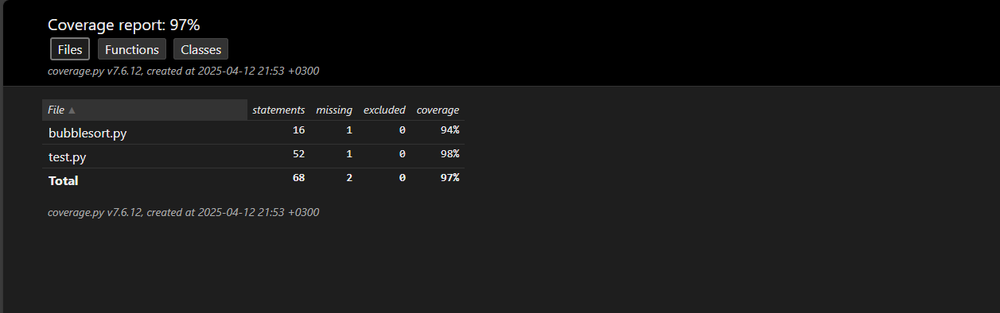 Coverage report: 97%
Files Functions Classes
coverage.py v7.6.12, created at 2025-04-12 21:53 +0300
File ▲ statements missing excluded coverage
bubblesort.py 16 1 0 94%
test.py 52 1 0 98%
Total 68 2 0 97%
coverage.py v7.6.12, created at 2025-04-12 21:53 +0300